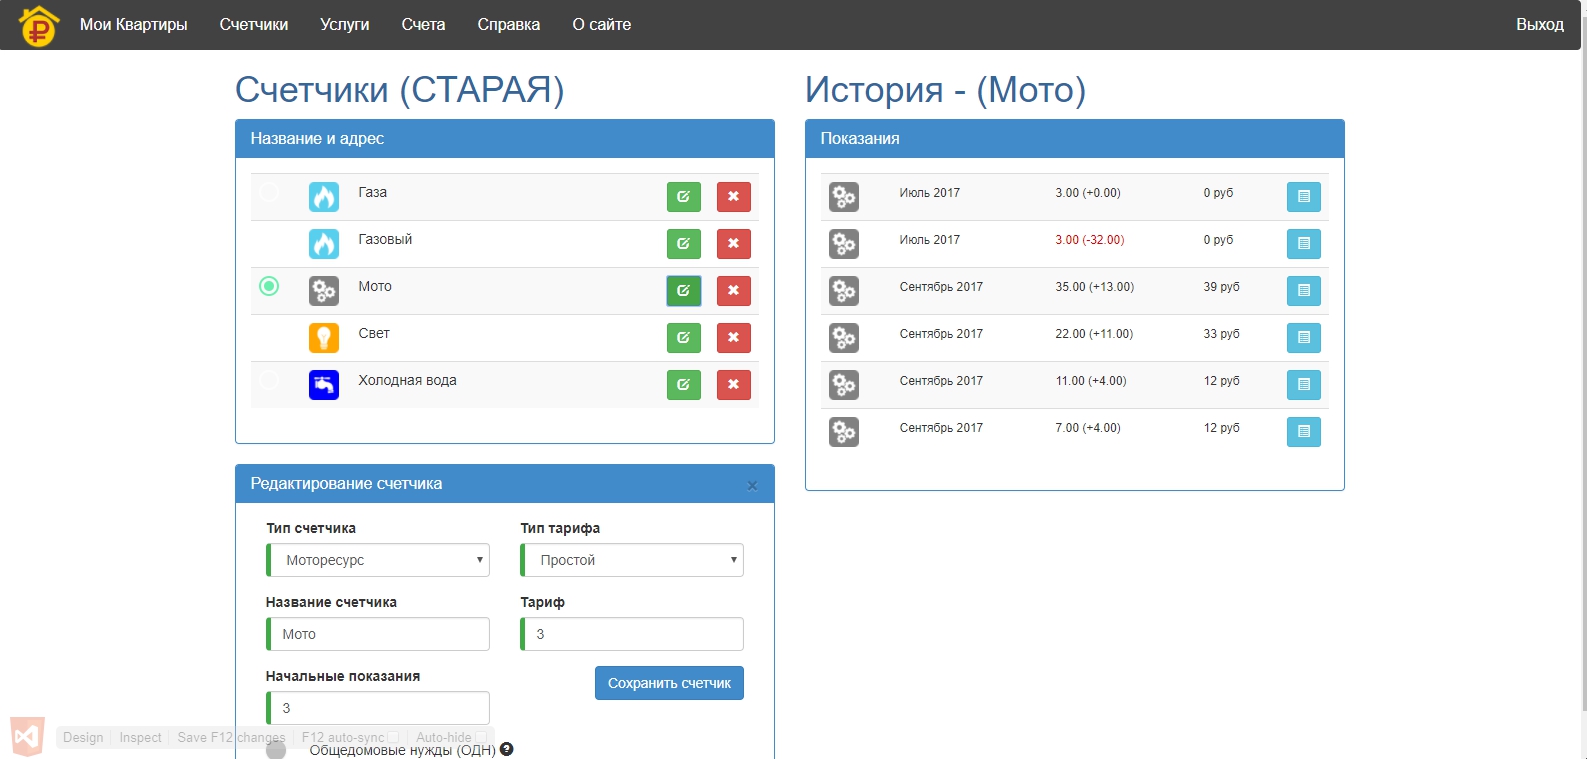 Мои Квартиры Счетчики Услуги Счета Справка О сайте Выход
Счетчики (СТАРАЯ)
Название и адрес
Газа
Газовый
Мото
Свет
Холодная вода
Редактирование счетчика ×
Тип счетчика Тип тарифа
Моторесурс Простой
Название счетчика Тариф
Мото 3
Начальные показания
Сохранить счетчик
3
Design Inspect Save F12 changes F12 auto-sync Auto-hide
Общедомовые нужды (ОДН) ?
История - (Мото)
Показания
Июль 2017 3.00 (+0.00) 0 руб
Июль 2017 3.00 (-32.00) 0 руб
Сентябрь 2017 35.00 (+13.00) 39 руб
Сентябрь 2017 22.00 (+11.00) 33 руб
Сентябрь 2017 11.00 (+4.00) 12 руб
Сентябрь 2017 7.00 (+4.00) 12 руб